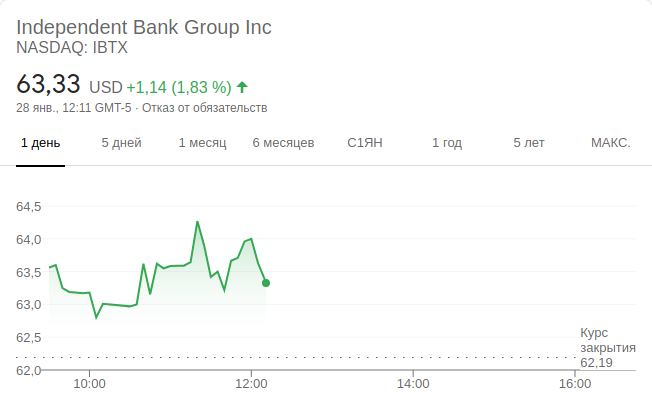 Independent Bank Group Inc
NASDAQ: IBTX
63,33 USD +1,14 (1,83 %)
28 янв., 12:11 GMT-5 · Отказ от обязательств
1 день 5 дней 1 месяц 6 месяцев С1ЯН 1 год 5 лет МАКС.
64,5
64,0
63,5
63,0
62,5
62,0
Курс
закрытия
62,19
10:00 12:00 14:00 16:00